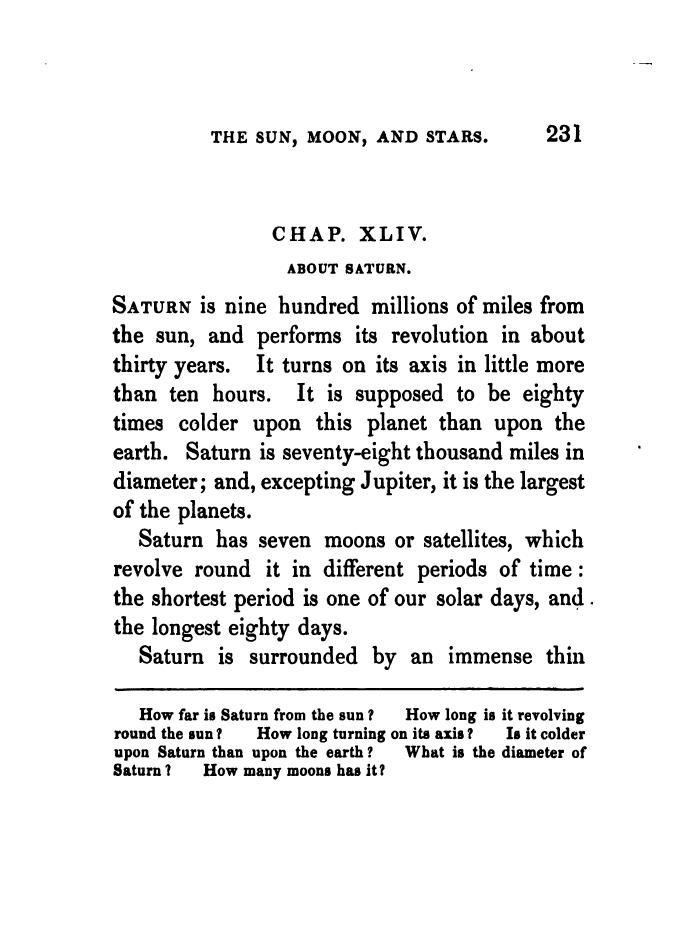 THE SUN, MOON, AND STARS. 231
CHAP. XLIV.
ABOUT SATURN.
SATURN is nine hundred millions of miles from
the sun, and performs its revolution in about
thirty years. It turns on its axis in little more
than ten hours. It is supposed to be eighty
times colder upon this planet than upon the
earth. Saturn is seventy-eight thousand miles in
diameter; and, excepting Jupiter, it is the largest
of the planets.
Saturn has seven moons or satellites, which
revolve round it in different periods of time:
the shortest period is one of our solar days, and
the longest eighty days.
Saturn is surrounded by an immense thin
How far is Saturn from the sun? How long is it revolving
round the sun? How long turning on its axis? Is it colder
upon Saturn than upon the earth? What is the diameter of
Saturn? How many moons has it?